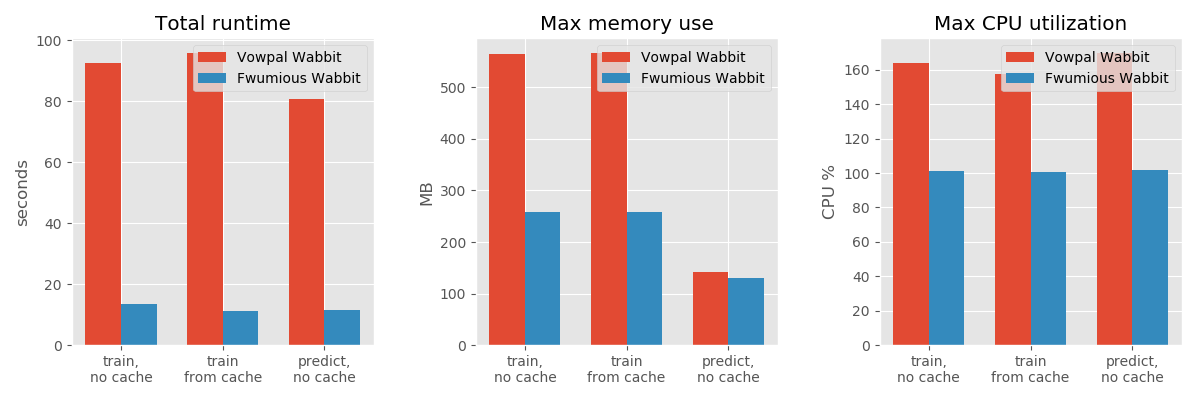 Total runtime
100
80
60
40
20
0
seconds
Vowpal Wabbit
Fwumious Wabbit
train,
no cache
train
from cache
predict,
no cache
Max memory use
500
400
300
200
100
0
MB
Vowpal Wabbit
Fwumious Wabbit
train,
no cache
train
from cache
predict,
no cache
Max CPU utilization
160
140
120
100
80
60
40
20
0
CPU %
Vowpal Wabbit
Fwumious Wabbit
train,
no cache
train
from cache
predict,
no cache